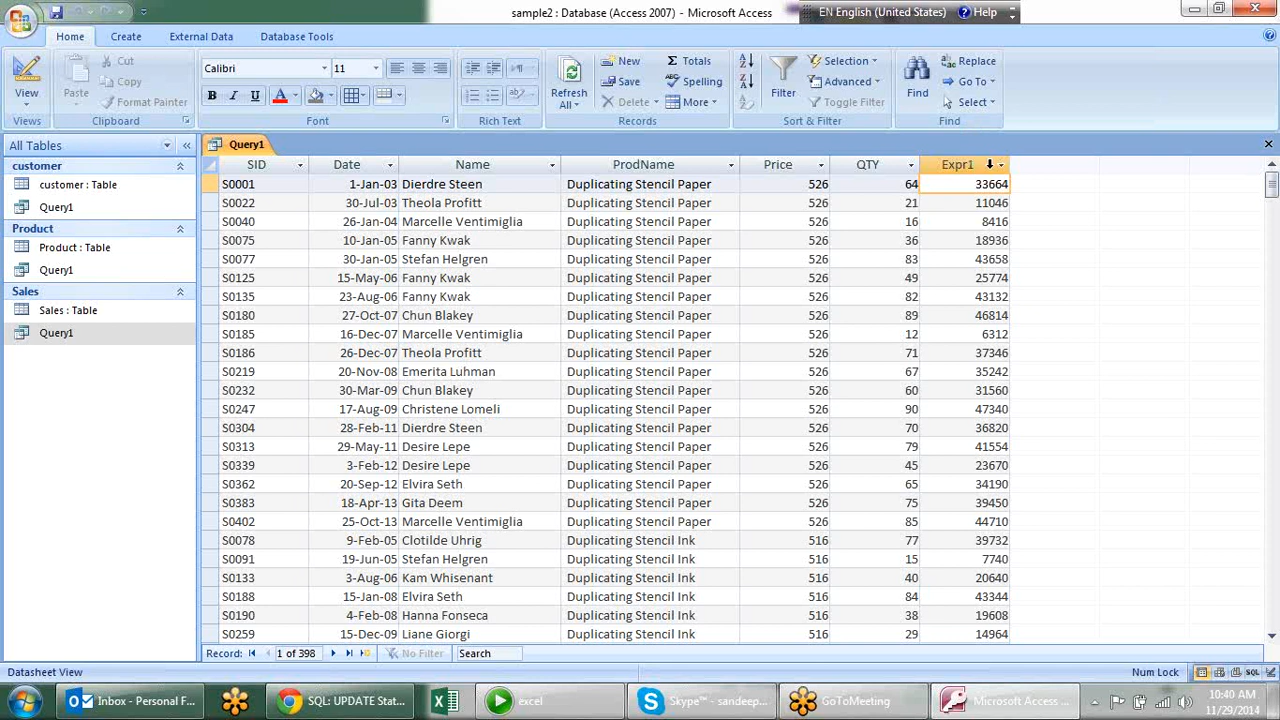 sample2 : Database (Access 2007) - Microsoft Access
EN English (United States)
Help
Home Create External Data Database Tools
View
Views
Paste
Cut
Copy
Format Painter
Clipboard
Calibri 11
B I U A
Font
Rich Text
Refresh All
New Totals
Save Spelling
Delete More
Records
Filter
Selection
Advanced
Toggle Filter
Sort & Filter
Find
Replace
Go To
Select
Find
All Tables
customer
customer : Table
Query1
Product
Product : Table
Query1
Sales
Sales : Table
Query1
Query1
SID Date Name ProdName Price QTY Expr1
S0001 1-Jan-03 Dierdre Steen Duplicating Stencil Paper 526 64 33664
S0022 30-Jul-03 Theola Profitt Duplicating Stencil Paper 526 21 11046
S0040 26-Jan-04 Marcelle Ventimiglia Duplicating Stencil Paper 526 16 8416
S0075 10-Jan-05 Fanny Kwak Duplicating Stencil Paper 526 36 18936
S0077 30-Jan-05 Stefan Helgren Duplicating Stencil Paper 526 83 43658
S0125 15-May-06 Fanny Kwak Duplicating Stencil Paper 526 49 25774
S0135 23-Aug-06 Fanny Kwak Duplicating Stencil Paper 526 82 43132
S0180 27-Oct-07 Chun Blakey Duplicating Stencil Paper 526 89 46814
S0185 16-Dec-07 Marcelle Ventimiglia Duplicating Stencil Paper 526 12 6312
S0186 26-Dec-07 Theola Profitt Duplicating Stencil Paper 526 71 37346
S0219 20-Nov-08 Emerita Luhman Duplicating Stencil Paper 526 67 35242
S0232 30-Mar-09 Chun Blakey Duplicating Stencil Paper 526 60 31560
S0247 17-Aug-09 Christene Lomeli Duplicating Stencil Paper 526 90 47340
S0304 28-Feb-11 Dierdre Steen Duplicating Stencil Paper 526 70 36820
S0313 29-May-11 Desire Lepe Duplicating Stencil Paper 526 79 41554
S0339 3-Feb-12 Desire Lepe Duplicating Stencil Paper 526 45 23670
S0362 20-Sep-12 Elvira Seth Duplicating Stencil Paper 526 65 34190
S0383 18-Apr-13 Gita Deem Duplicating Stencil Paper 526 75 39450
S0402 25-Oct-13 Marcelle Ventimiglia Duplicating Stencil Paper 526 85 44710
S0078 9-Feb-05 Clotilde Uhrig Duplicating Stencil Ink 516 77 39732
S0091 19-Jun-05 Stefan Helgren Duplicating Stencil Ink 516 15 7740
S0133 3-Aug-06 Kam Whisenant Duplicating Stencil Ink 516 40 20640
S0188 15-Jan-08 Elvira Seth Duplicating Stencil Ink 516 84 43344
S0190 4-Feb-08 Hanna Fonseca Duplicating Stencil Ink 516 38 19608
S0259 15-Dec-09 Liane Giorgi Duplicating Stencil Ink 516 29 14964
Record: 1 of 398 No Filter Search
Datasheet View Num Lock SQL
Inbox - Personal F... SQL: UPDATE Stat... excel Skype™ - sandeep... GoToMeeting Microsoft Access ... 10:40 AM
11/29/2014